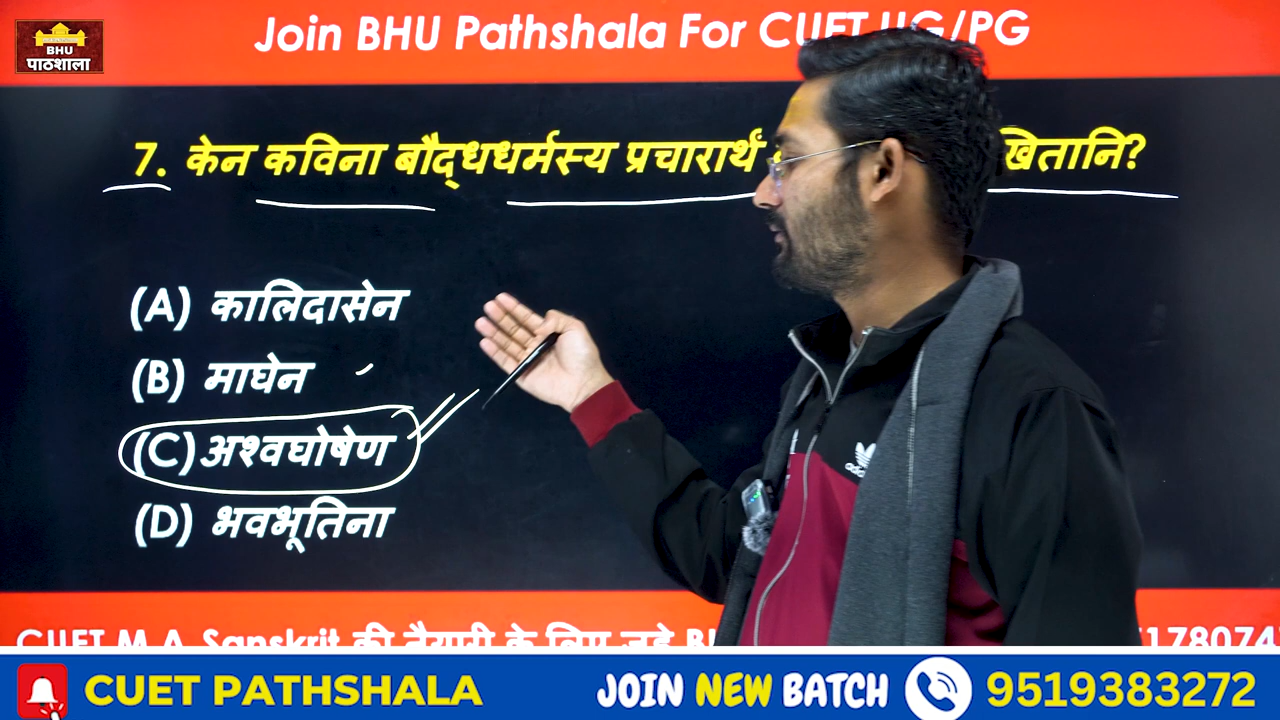 Join BHU Pathshala For CUET UG/PG
BHU
पाठशाला
7. केन कविना बौद्धधर्मस्य प्रचारार्थं खितानि?
(A) कालिदासेन
(B) माघेन
(C) अश्वघोषेण
(D) भवभूतिना
CUET M.A Sanskrit की तैयारी के लिए जुड़े
CUET PATHSHALA
JOIN NEW BATCH
9519383272